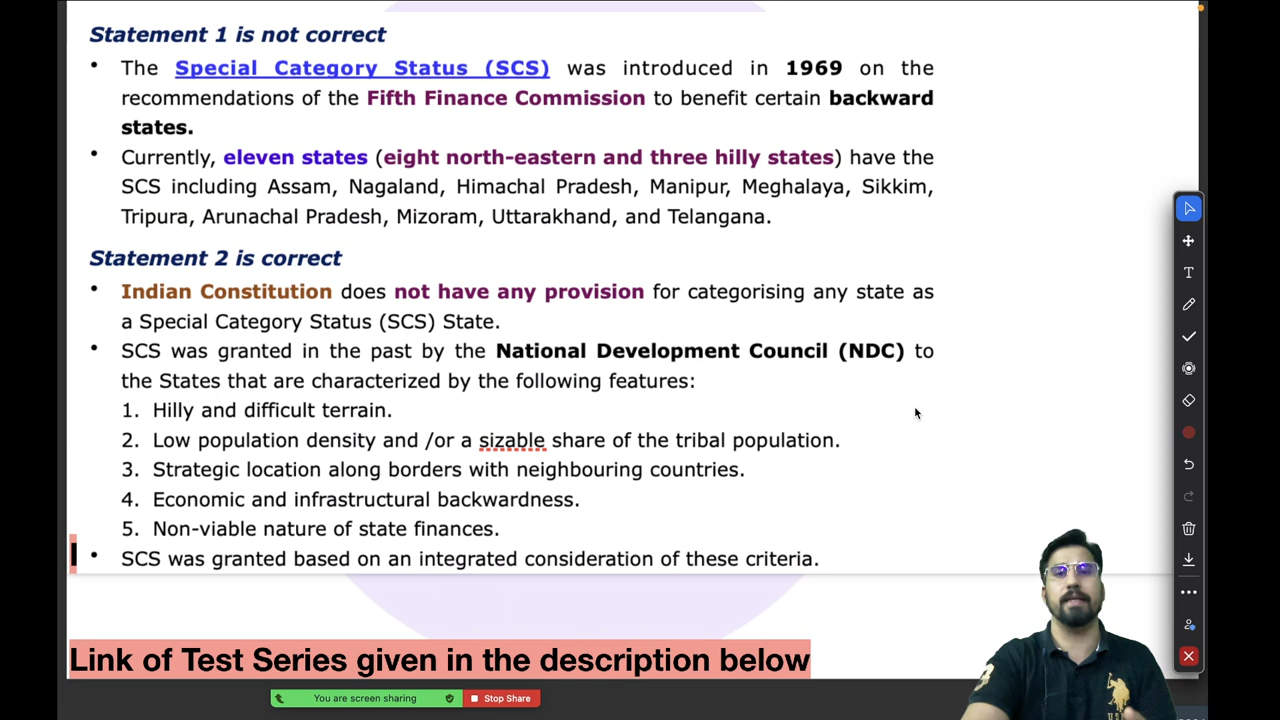 Statement 1 is not correct
• The Special Category Status (SCS) was introduced in 1969 on the
recommendations of the Fifth Finance Commission to benefit certain backward
states.
• Currently, eleven states (eight north-eastern and three hilly states) have the
SCS including Assam, Nagaland, Himachal Pradesh, Manipur, Meghalaya, Sikkim,
Tripura, Arunachal Pradesh, Mizoram, Uttarakhand, and Telangana.
Statement 2 is correct
• Indian Constitution does not have any provision for categorising any state as
a Special Category Status (SCS) State.
• SCS was granted in the past by the National Development Council (NDC) to
the States that are characterized by the following features:
1. Hilly and difficult terrain.
2. Low population density and /or a sizable share of the tribal population.
3. Strategic location along borders with neighbouring countries.
4. Economic and infrastructural backwardness.
5. Non-viable nature of state finances.
• SCS was granted based on an integrated consideration of these criteria.
Link of Test Series given in the description below
You are screen sharing
Stop Share